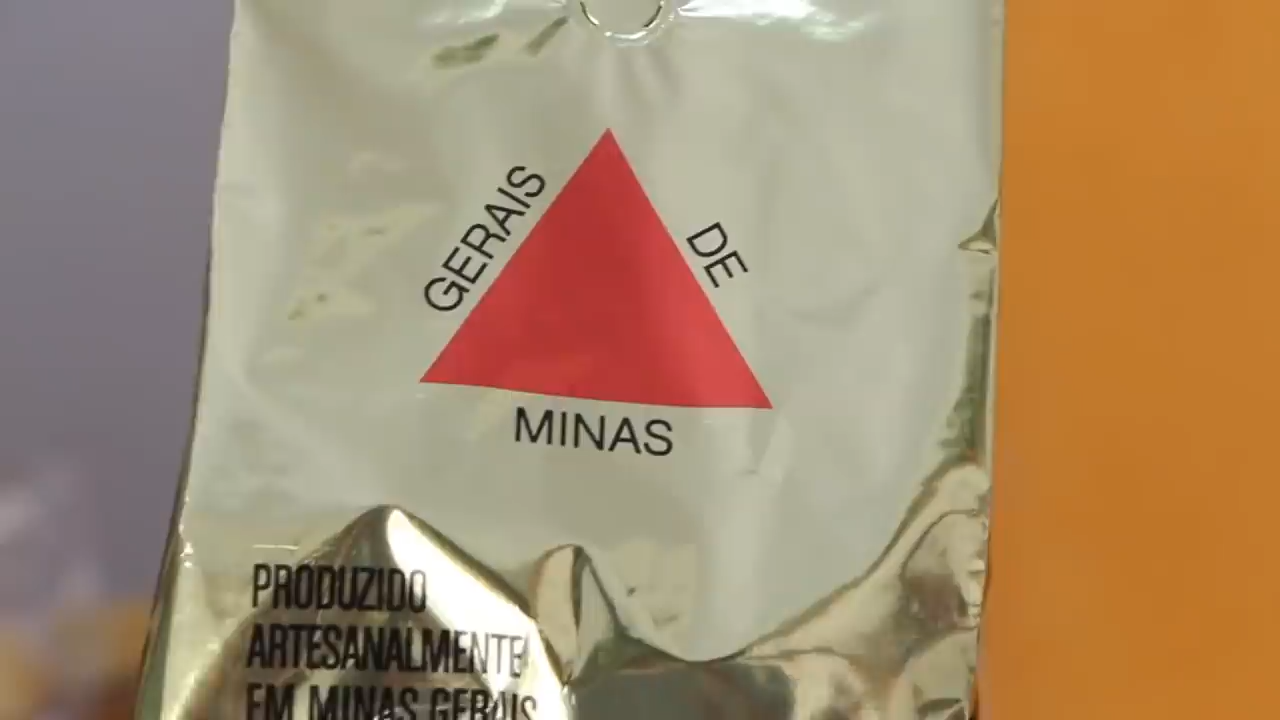 GERAIS
DE
MINAS
PRODUZIDO
ARTESANALMENTE
EM MINAS GERAIS